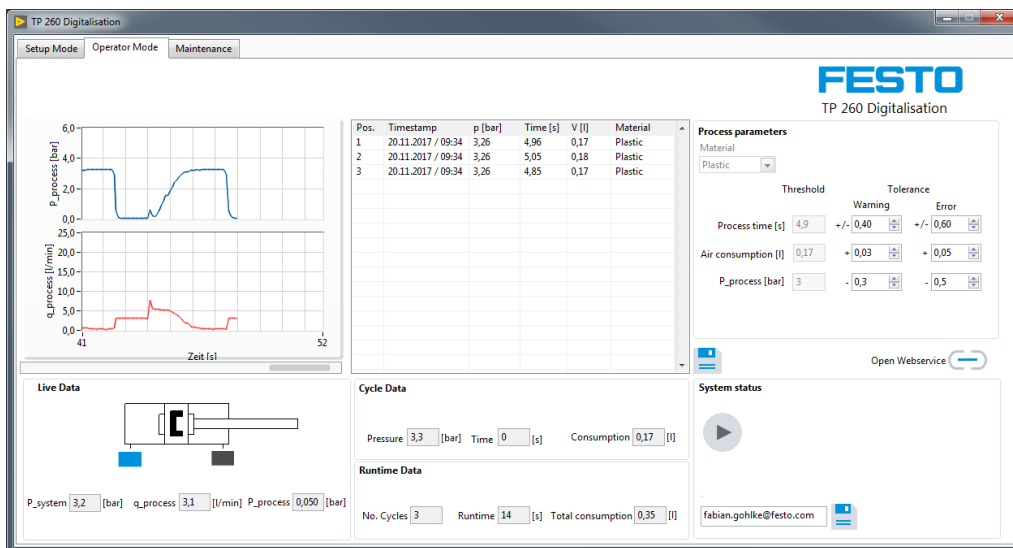 TP 260 Digitalisation
Setup Mode Operator Mode Maintenance
FESTO
TP 260 Digitalisation
P_process [bar]
6,0
4,0
2,0
0,0
q_process [l/min]
25,0
20,0
15,0
10,0
5,0
0,0
41 52
Zeit [s]
Pos. Timestamp p [bar] Time [s] V [l] Material
1 20.11.2017 / 09:34 3,26 4,96 0,17 Plastic
2 20.11.2017 / 09:34 3,26 5,05 0,18 Plastic
3 20.11.2017 / 09:34 3,26 4,85 0,17 Plastic
Process parameters
Material
Plastic
Threshold Tolerance
Warning Error
Process time [s] 4,9 +/- 0,40 +/- 0,60
Air consumption [l] 0,17 + 0,03 + 0,05
P_process [bar] 3 - 0,3 - 0,5
Open Webservice
Live Data
P_system 3,2 [bar] q_process 3,1 [l/min] P_process 0,050 [bar]
Cycle Data
Pressure 3,3 [bar] Time 0 [s] Consumption 0,17 [l]
Runtime Data
No. Cycles 3 Runtime 14 [s] Total consumption 0,35 [l]
System status
fabian.gohlke@festo.com